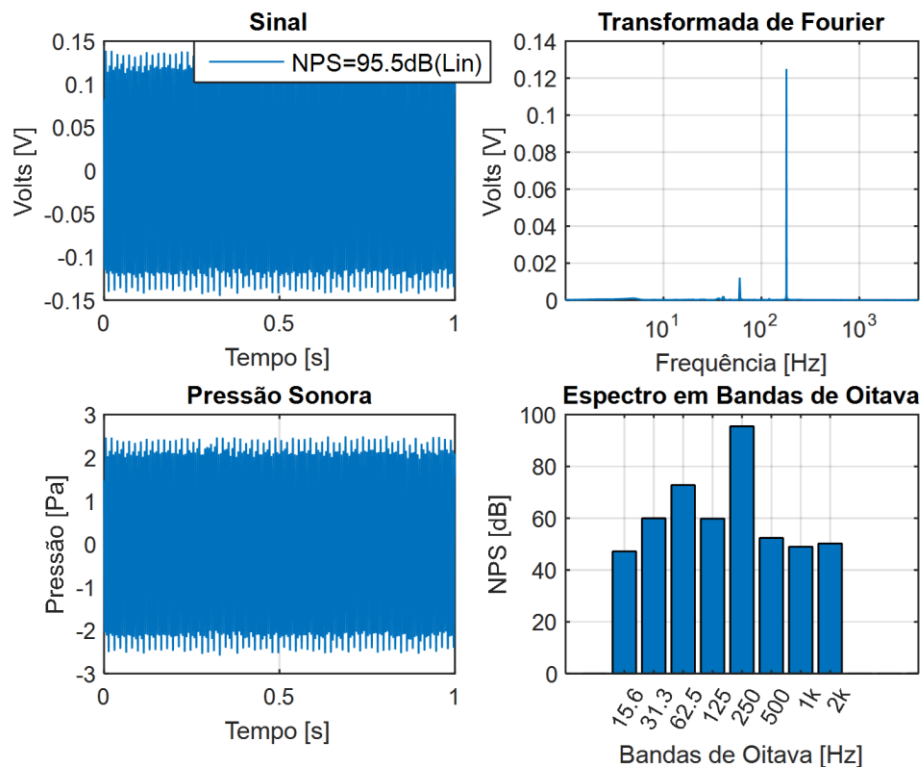 Sinal
NPS=95.5dB(Lin)
0.15
0.1
0.05
0
-0.05
-0.1
-0.15
Volts [V]
0
0.5
1
Tempo [s]
Transformada de Fourier
0.14
0.12
0.1
0.08
0.06
0.04
0.02
0
Volts [V]
10^1
10^2
10^3
Frequência [Hz]
Pressão Sonora
3
2
1
0
-1
-2
-3
Pressão [Pa]
0
0.5
1
Tempo [s]
Espectro em Bandas de Oitava
100
80
60
40
20
0
NPS [dB]
15.6
31.3
62.5
125
250
500
1k
2k
Bandas de Oitava [Hz]